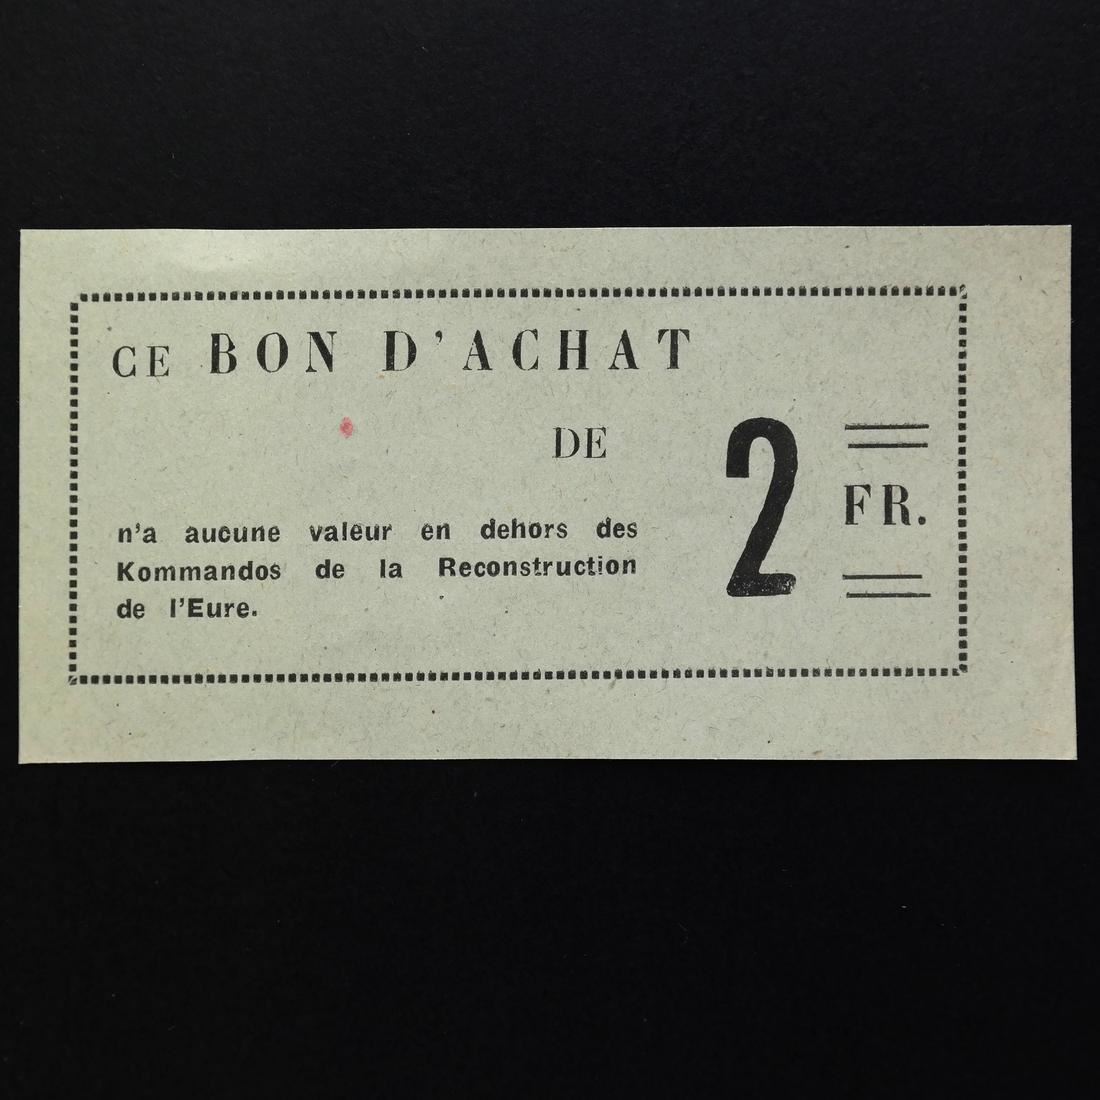 CE BON D'ACHAT
DE
2 FR.
n'a aucune valeur en dehors des
Kommandos de la Reconstruction
de l'Eure.